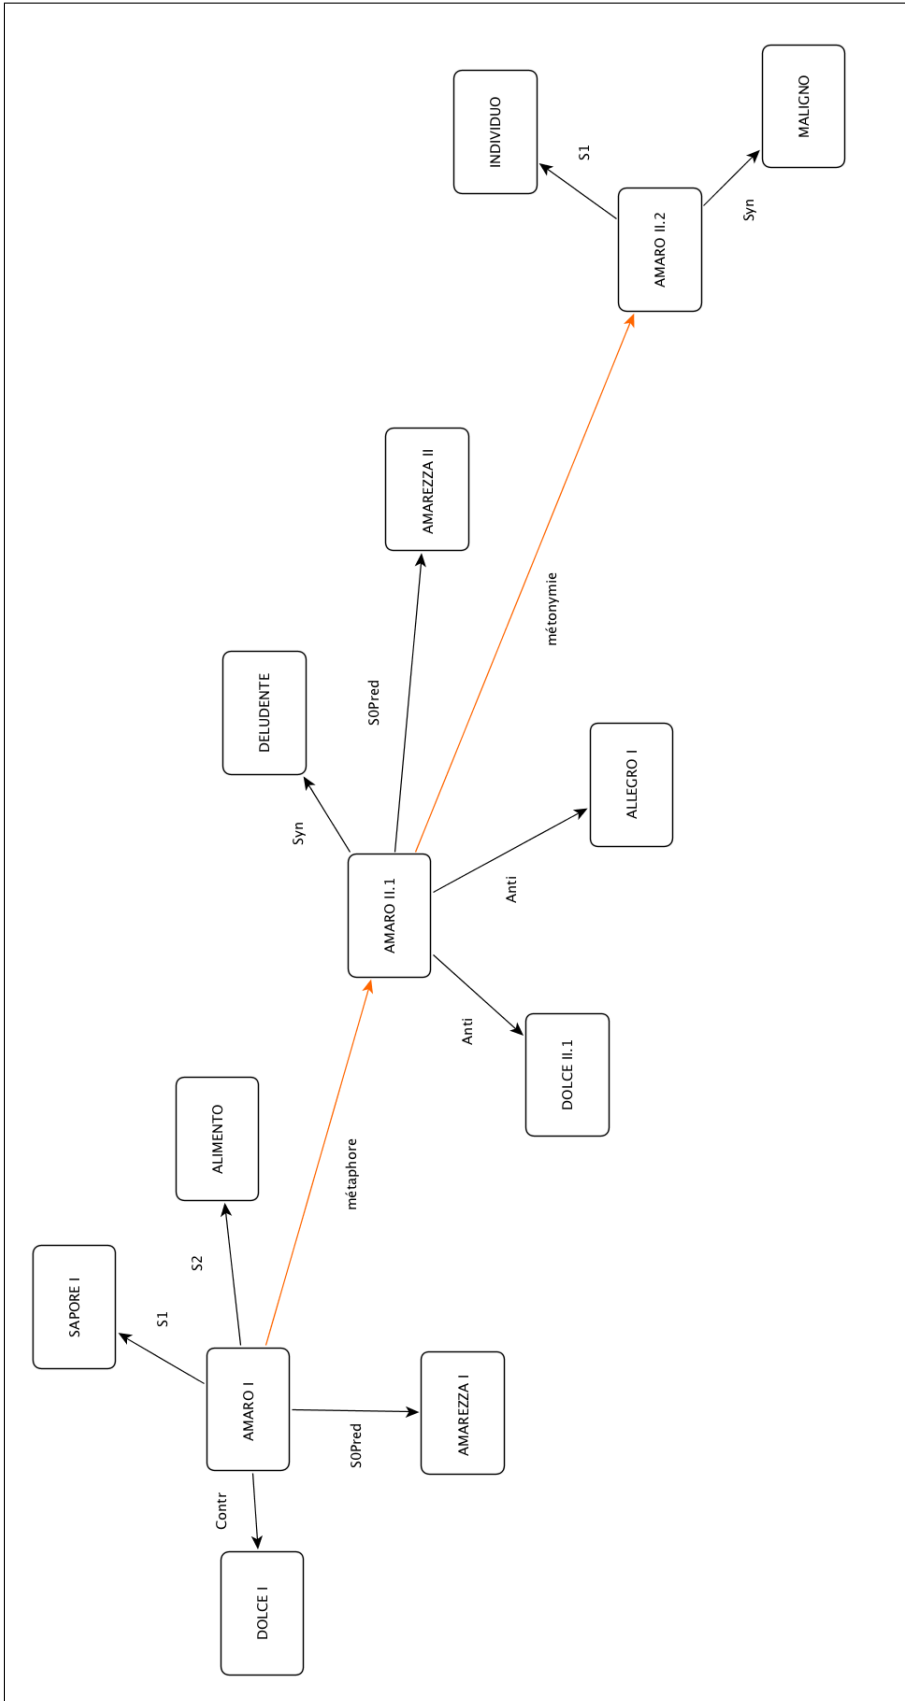 SAPORE I
S1
ALIMENTO
S2
AMARO I
Contr
DOLCE I
S0Pred
AMAREZZA I
métaphore
DELUDENTE
Syn
AMARO II.1
S0Pred
AMAREZZA II
Anti
DOLCE II.1
Anti
ALLEGRO I
métonymie
INDIVIDUO
S1
AMARO II.2
Syn
MALIGNO